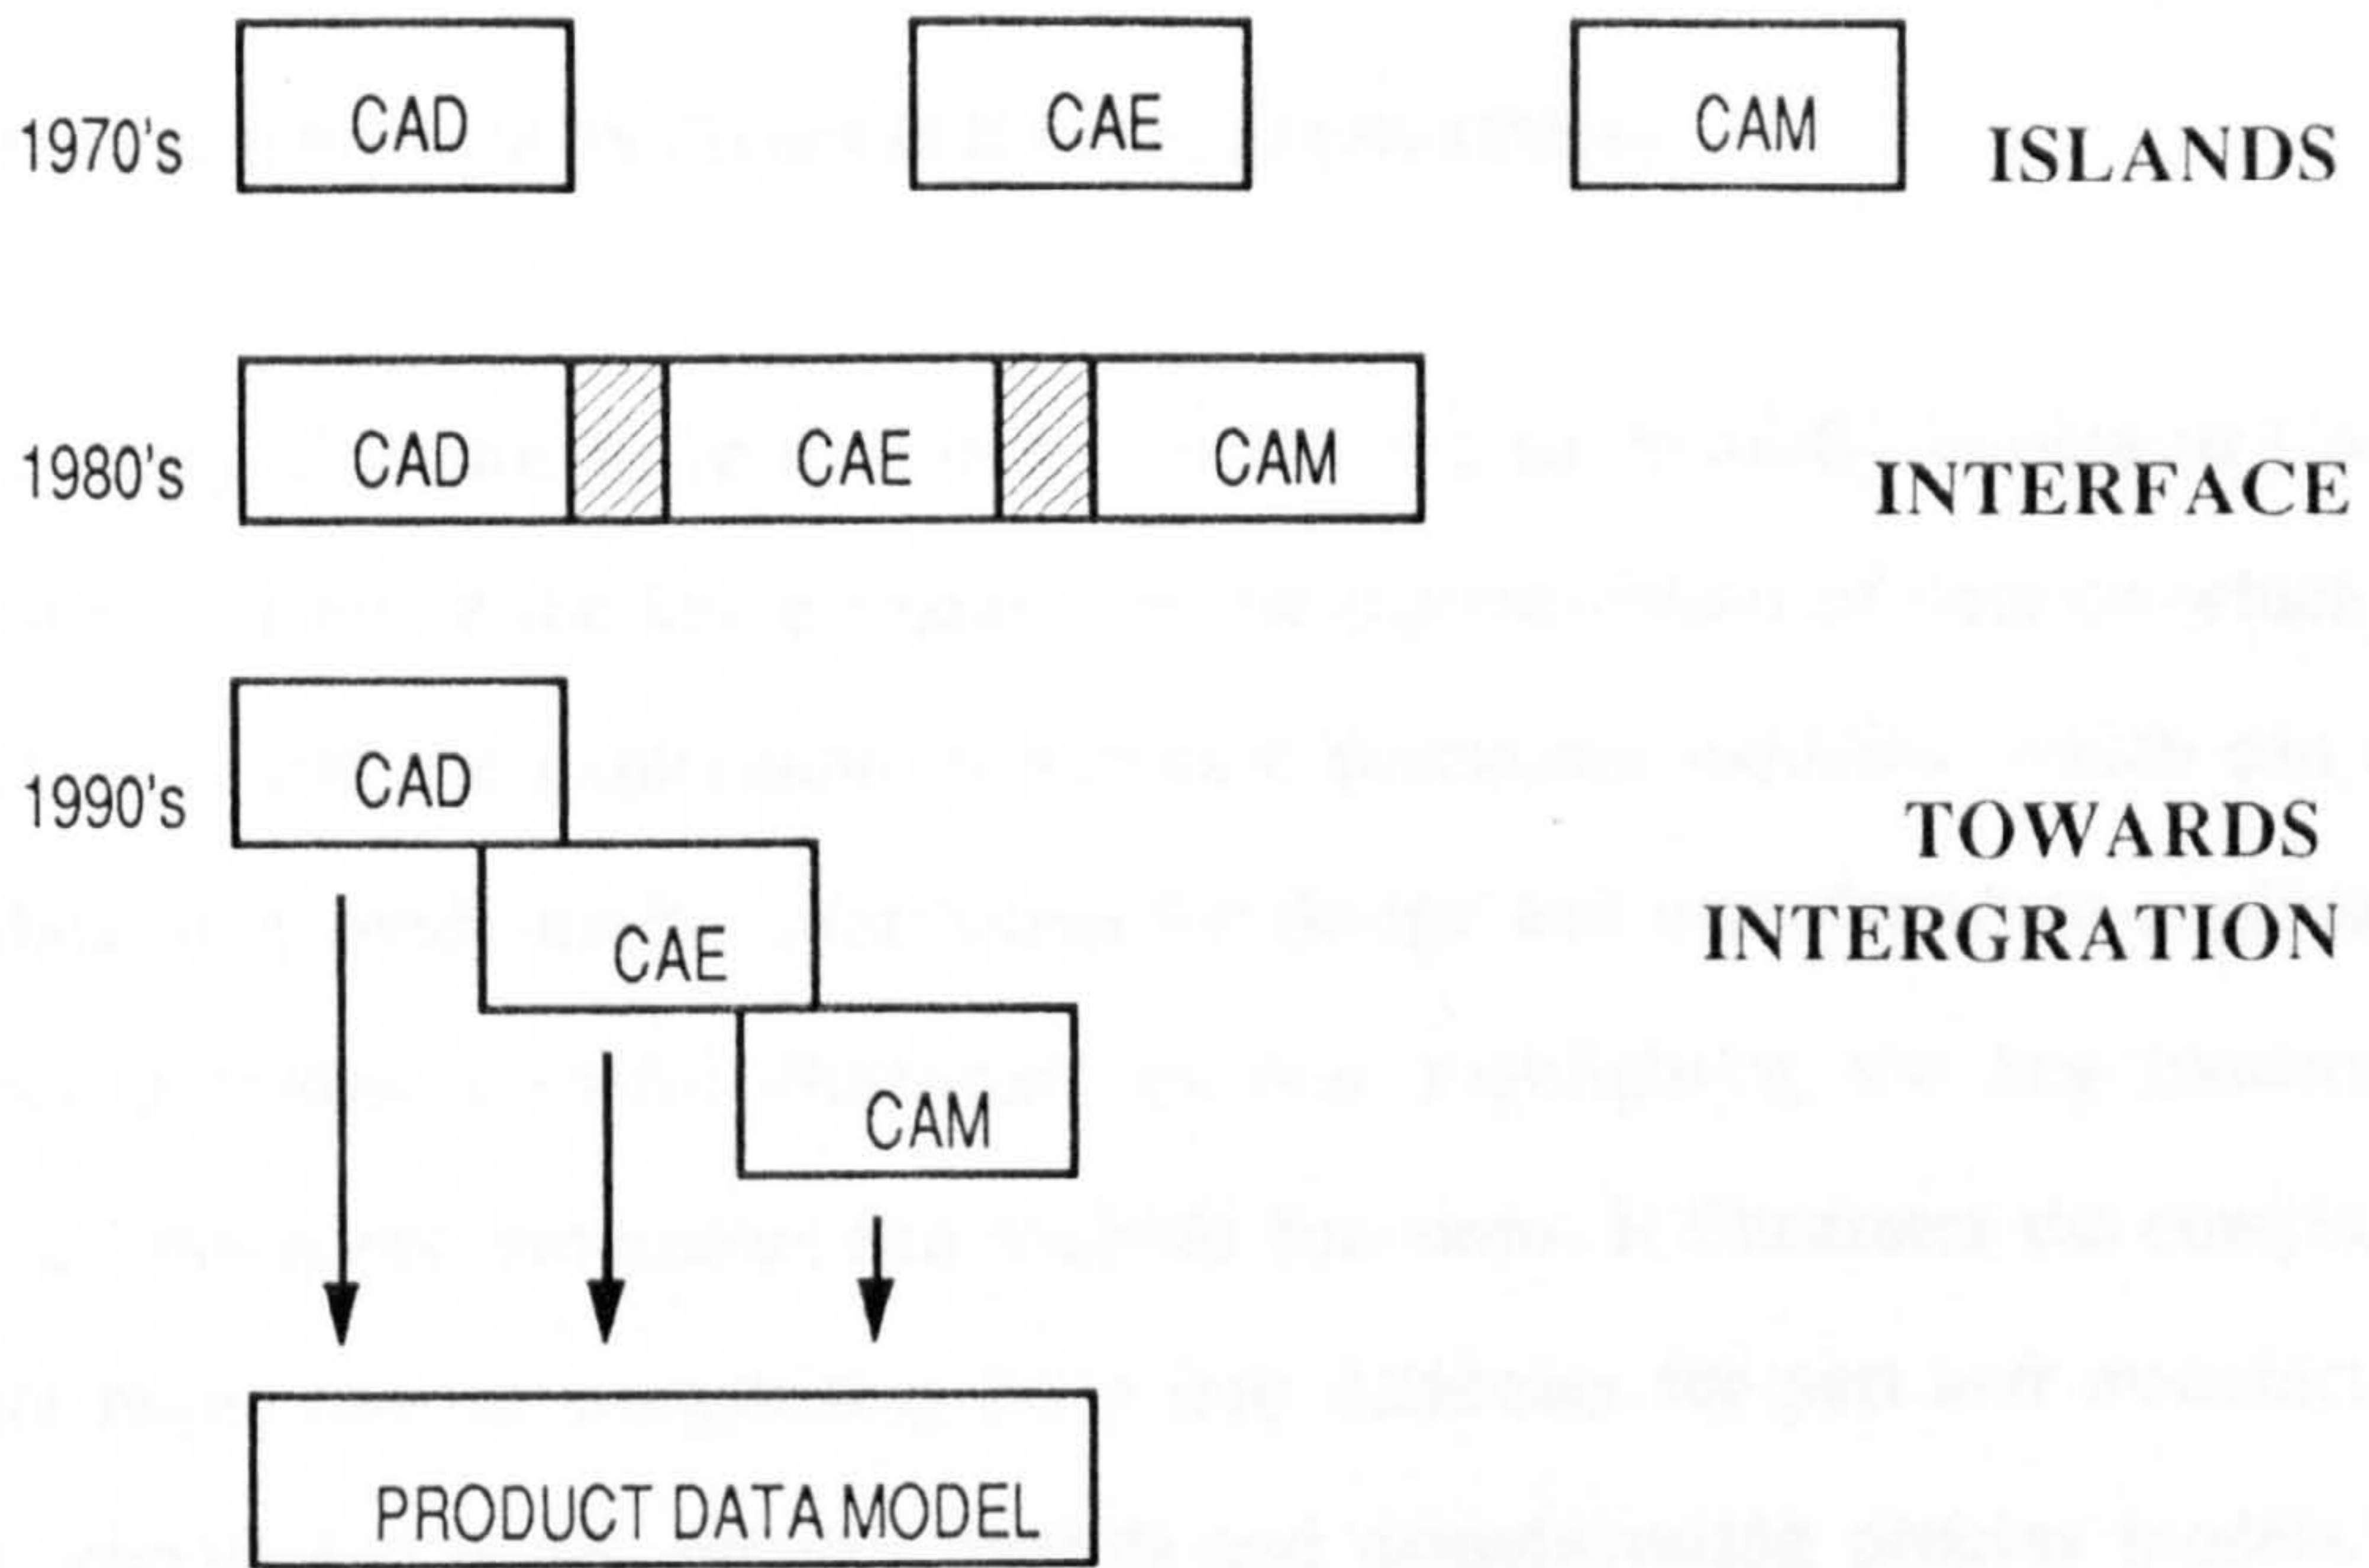 1970's CAD CAE CAM ISLANDS
1980's CAD CAE CAM INTERFACE
1990's CAD TOWARDS
CAE INTERGRATION
CAM
PRODUCT DATA MODEL